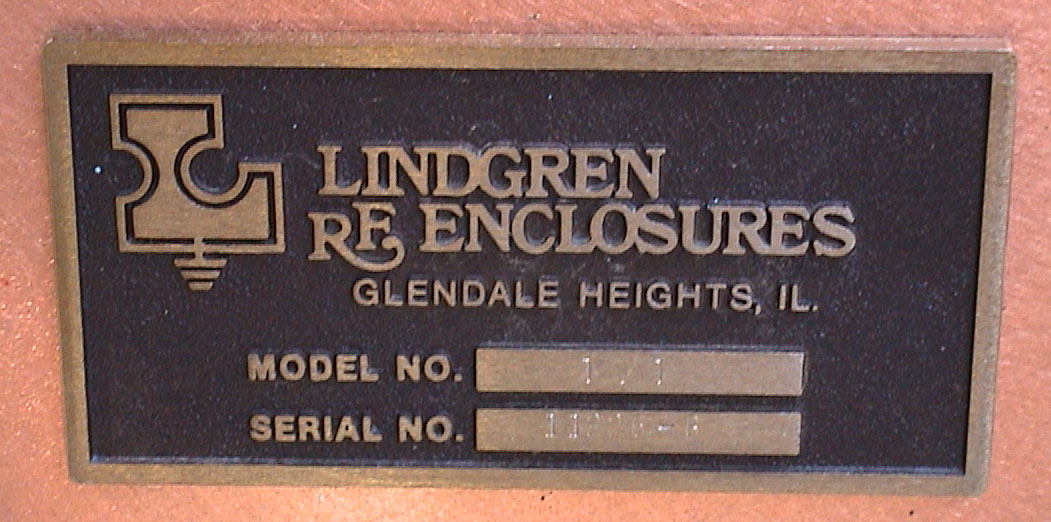 LINDGREN
RF ENCLOSURES
GLENDALE HEIGHTS, IL.
MODEL NO.
SERIAL NO.